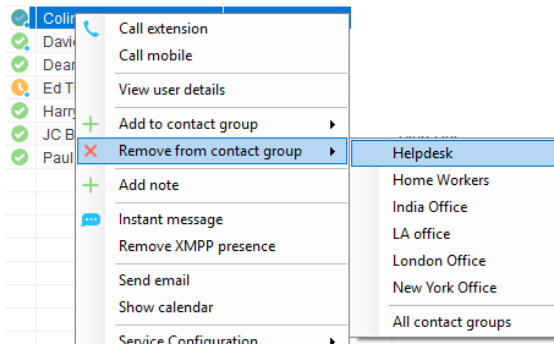 Colin
Call extension
Call mobile
View user details
Add to contact group
Remove from contact group
Add note
Instant message
Remove XMPP presence
Send email
Show calendar
Service Configuration
Helpdesk
Home Workers
India Office
LA office
London Office
New York Office
All contact groups
Davi
Dear
Ed T
Harry
JC B
Paul